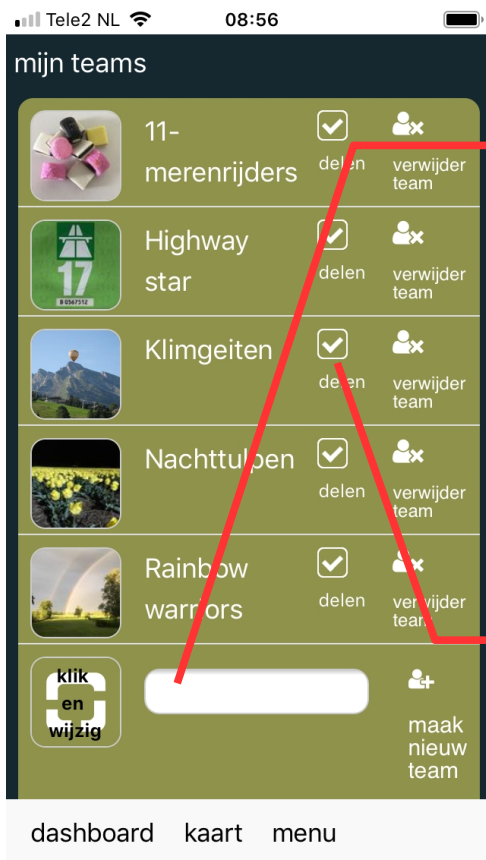 Tele2 NL 08:56
mijn teams
11-
merenrijders
delen
verwijder
team
Highway
star
delen
verwijder
team
17
B 0367512
Klimgeiten
delen
verwijder
team
Nachttulpen
delen
verwijder
team
Rainbow
warriors
delen
verwijder
team
klik
en
wijzig
maak
nieuw
team
dashboard kaart menu